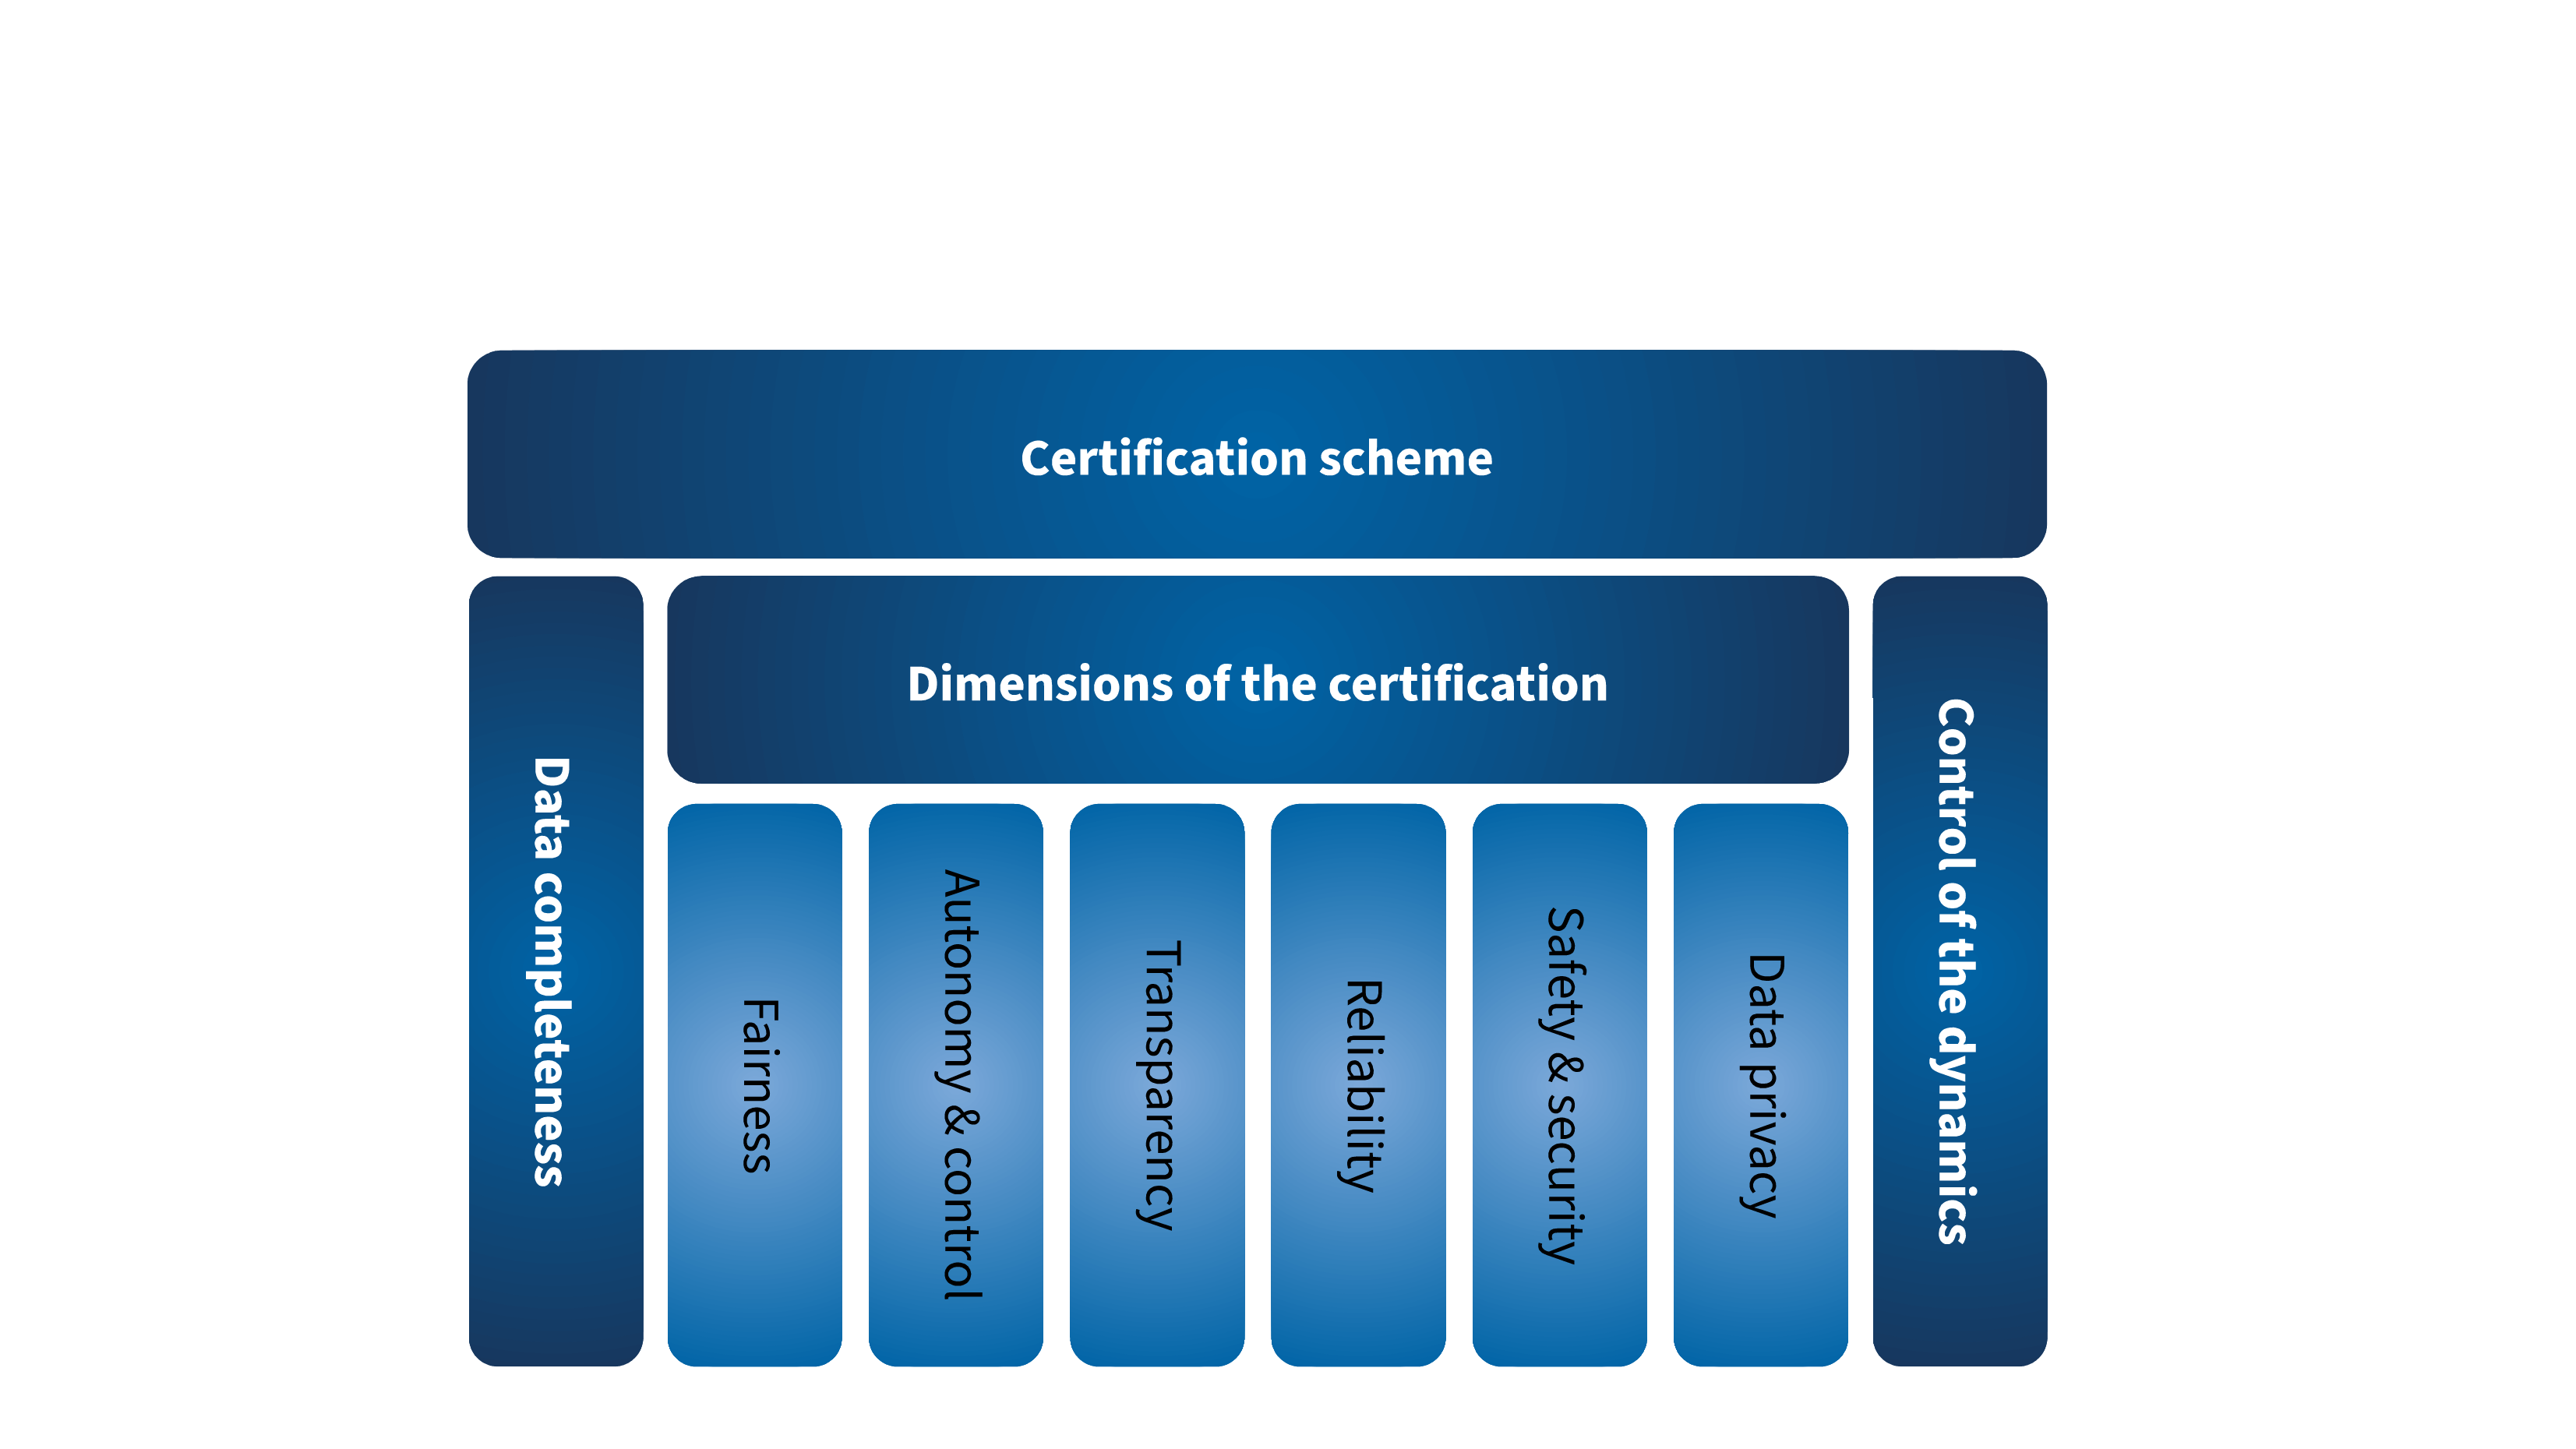 Certification scheme
Data completeness
Dimensions of the certification
Fairness
Autonomy & control
Transparency
Reliability
Safety & security
Data privacy
Control of the dynamics